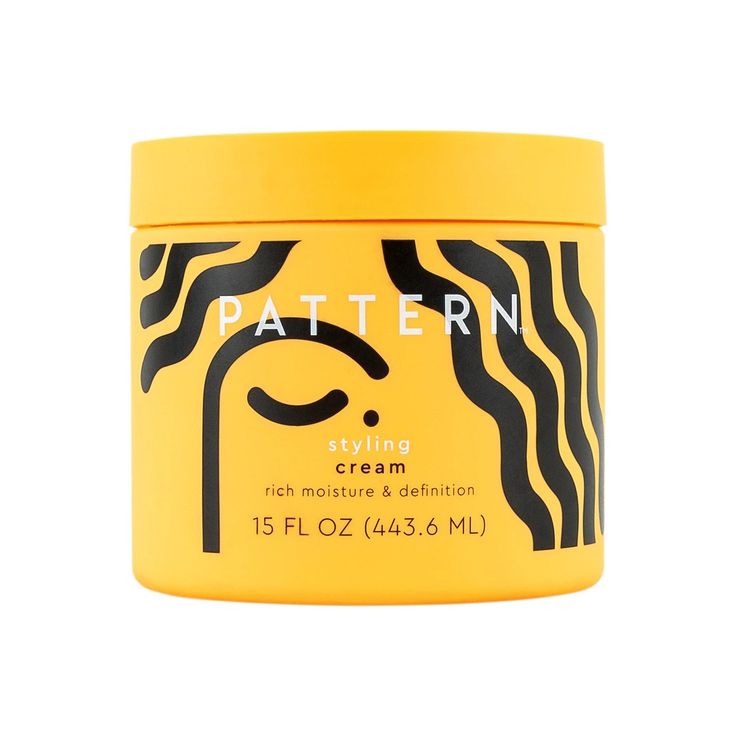 PATTERN™
styling
cream
rich moisture & definition
15 FL OZ (443.6 ML)